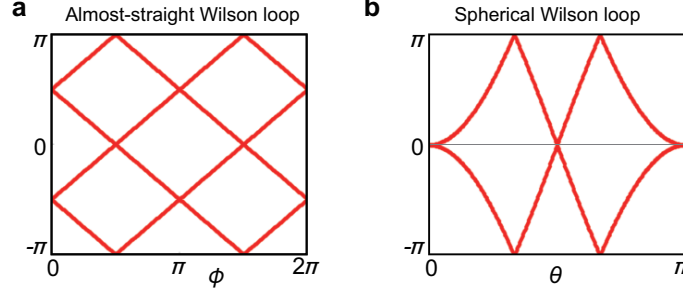 a Almost-straight Wilson loop
π
0
-π
0 π 2π
ϕ
b Spherical Wilson loop
π
0
-π
0 θ π